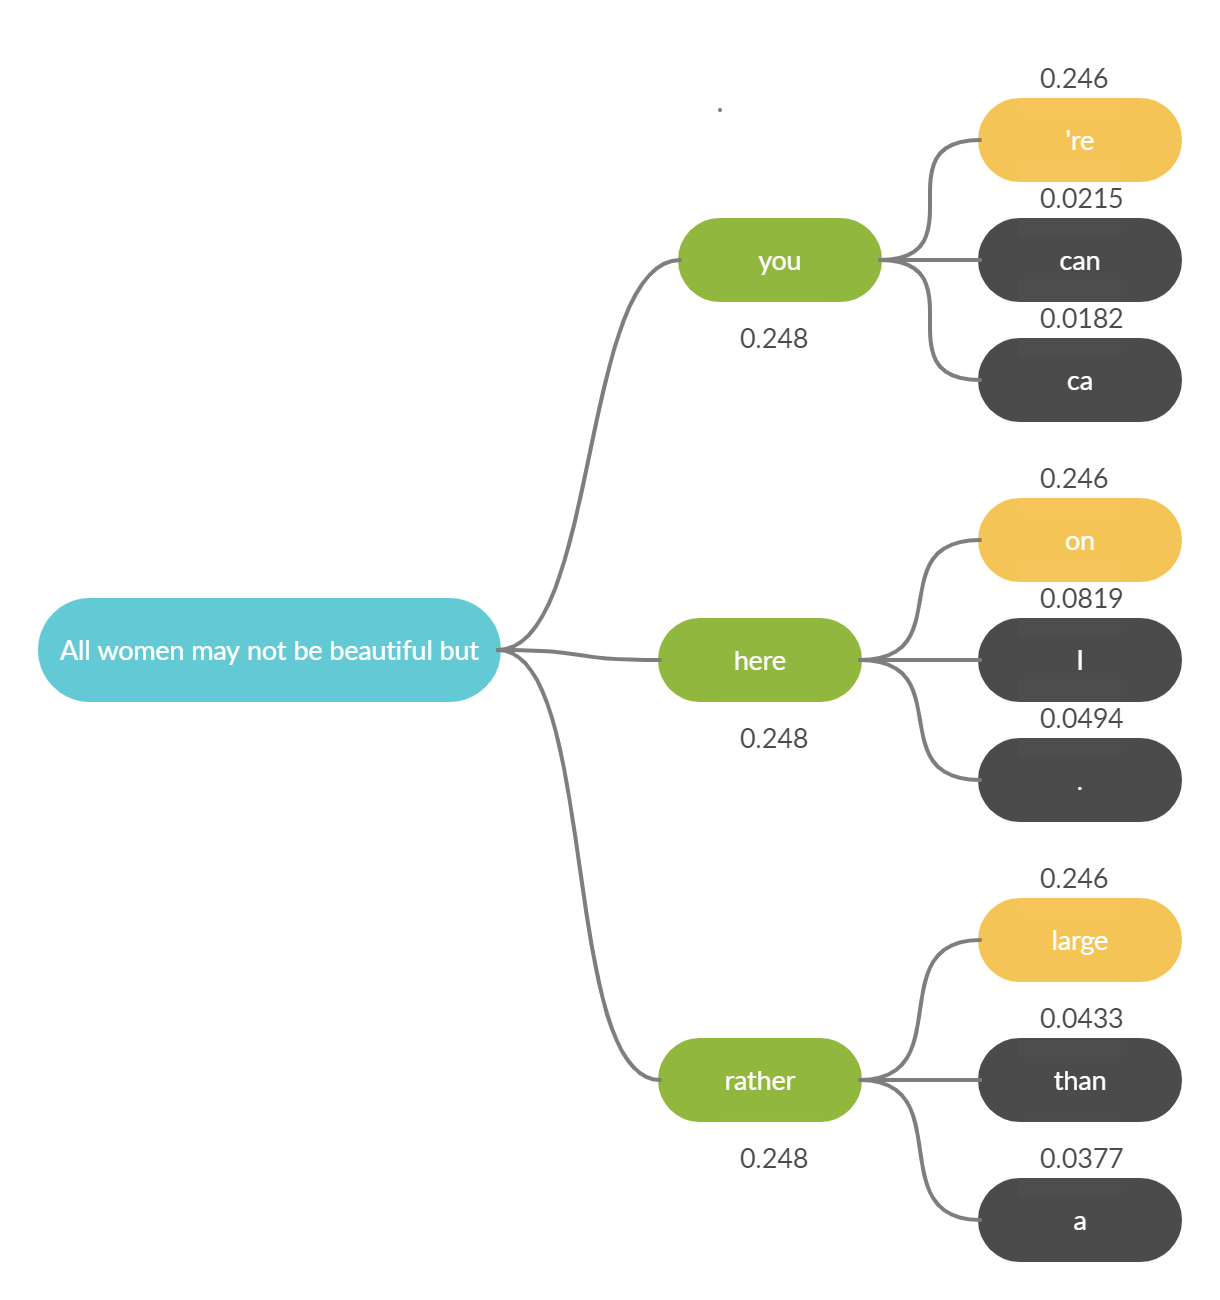 All women may not be beautiful but
you
0.248
0.246
're
0.0215
can
0.0182
ca
here
0.248
0.246
on
0.0819
I
0.0494
.
rather
0.248
0.246
large
0.0433
than
0.0377
a